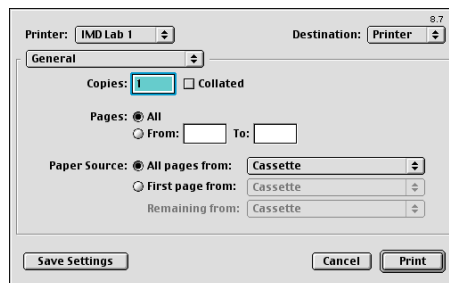 8.7
Printer: IMD Lab 1 Destination: Printer
General
Copies: 1 Collated
Pages: All
From: To:
Paper Source: All pages from: Cassette
First page from: Cassette
Remaining from: Cassette
Save Settings Cancel Print